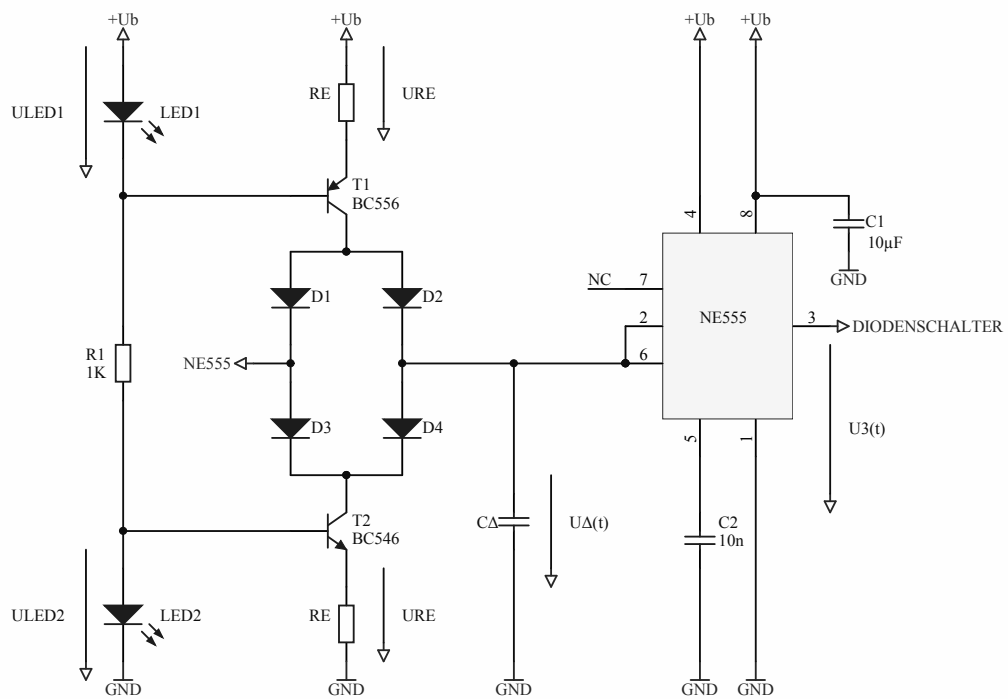 +Ub
+Ub
+Ub
+Ub
ULED1
LED1
RE
URE
T1
BC556
4
8
C1
10µF
GND
D1
D2
NC
7
2
NE555
3
DIODENSCHALTER
R1
1K
NE555
6
D3
D4
5
1
U3(t)
T2
BC546
CΔ
UΔ(t)
C2
10n
ULED2
LED2
RE
URE
GND
GND
GND
GND
GND